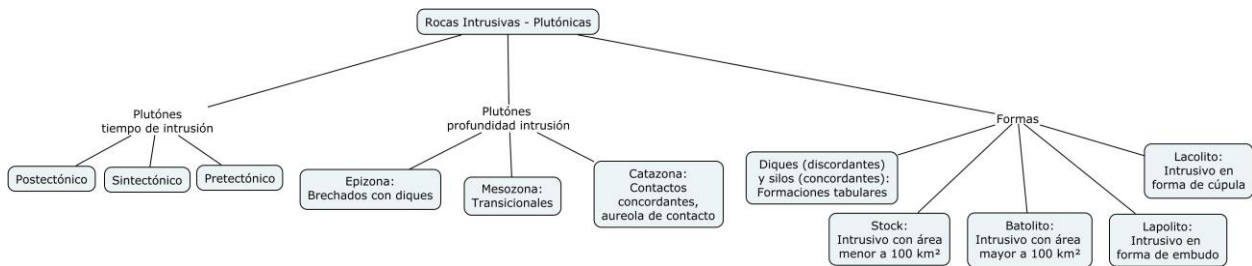 Rocas Intrusivas - Plutónicas
Plutónes
tiempo de intrusión
Postectónico
Sintectónico
Pretectónico
Plutónes
profundidad intrusión
Epizona:
Brechados con diques
Mesozona:
Transicionales
Catazona:
Contactos
concordantes,
aureola de contacto
Formas
Diques (discordantes)
y silos (concordantes):
Formaciones tabulares
Stock:
Intrusivo con área
menor a 100 km²
Batolito:
Intrusivo con área
mayor a 100 km²
Lapolito:
Intrusivo en
forma de embudo
Lacolito:
Intrusivo en
forma de cúpula